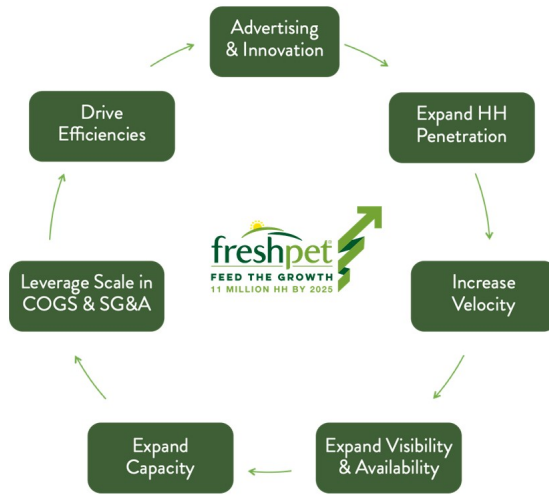 Advertising
& Innovation
Expand HH
Penetration
Increase
Velocity
Expand Visibility
& Availability
Expand
Capacity
Leverage Scale in
COGS & SG&A
Drive
Efficiencies
freshpet®
FEED THE GROWTH
11 MILLION HH BY 2025